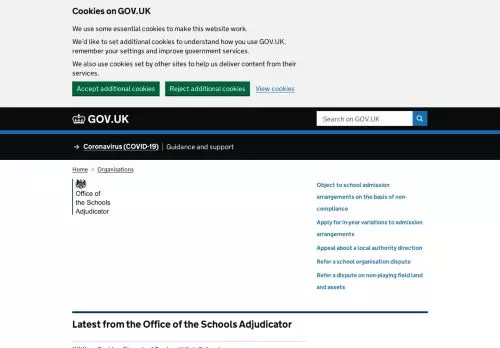 Cookies on GOV.UK
We use some essential cookies to make this website work.
We'd like to set additional cookies to understand how you use GOV.UK,
remember your settings and improve government services.
We also use cookies set by other sites to help us deliver content from their
services.
Accept additional cookies Reject additional cookies View cookies
GOV.UK
Search on GOV.UK
→ Coronavirus (COVID-19) Guidance and support
Home > Organisations
Office of
the Schools
Adjudicator
Object to school admission
arrangements on the basis of non-
compliance
Apply for in-year variations to admission
arrangements
Appeal about a local authority direction
Refer a school organisation dispute
Refer a dispute on non-playing field land
and assets
Latest from the Office of the Schools Adjudicator